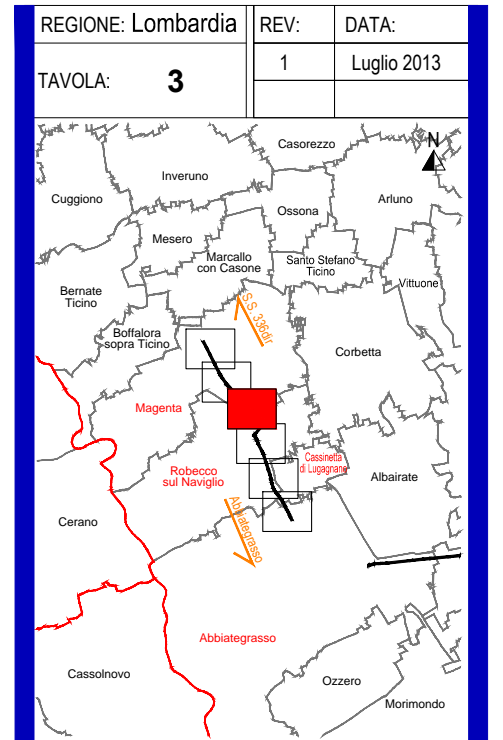 REGIONE: Lombardia REV: DATA:
TAVOLA: 3 1 Luglio 2013
Casorezzo
N
Inveruno
Cuggiono
Arluno
Ossona
Mesero
Marcallo
con Casone
Santo Stefano
Ticino
Vittuone
Bernate
Ticino
S.S. 336dir
Boffalora
sopra Ticino
Corbetta
Magenta
Cassinetta
di Lugagnano
Robecco
sul Naviglio
Albairate
Abbiategrasso
Cerano
Abbiategrasso
Cassolnovo
Ozzero
Morimondo